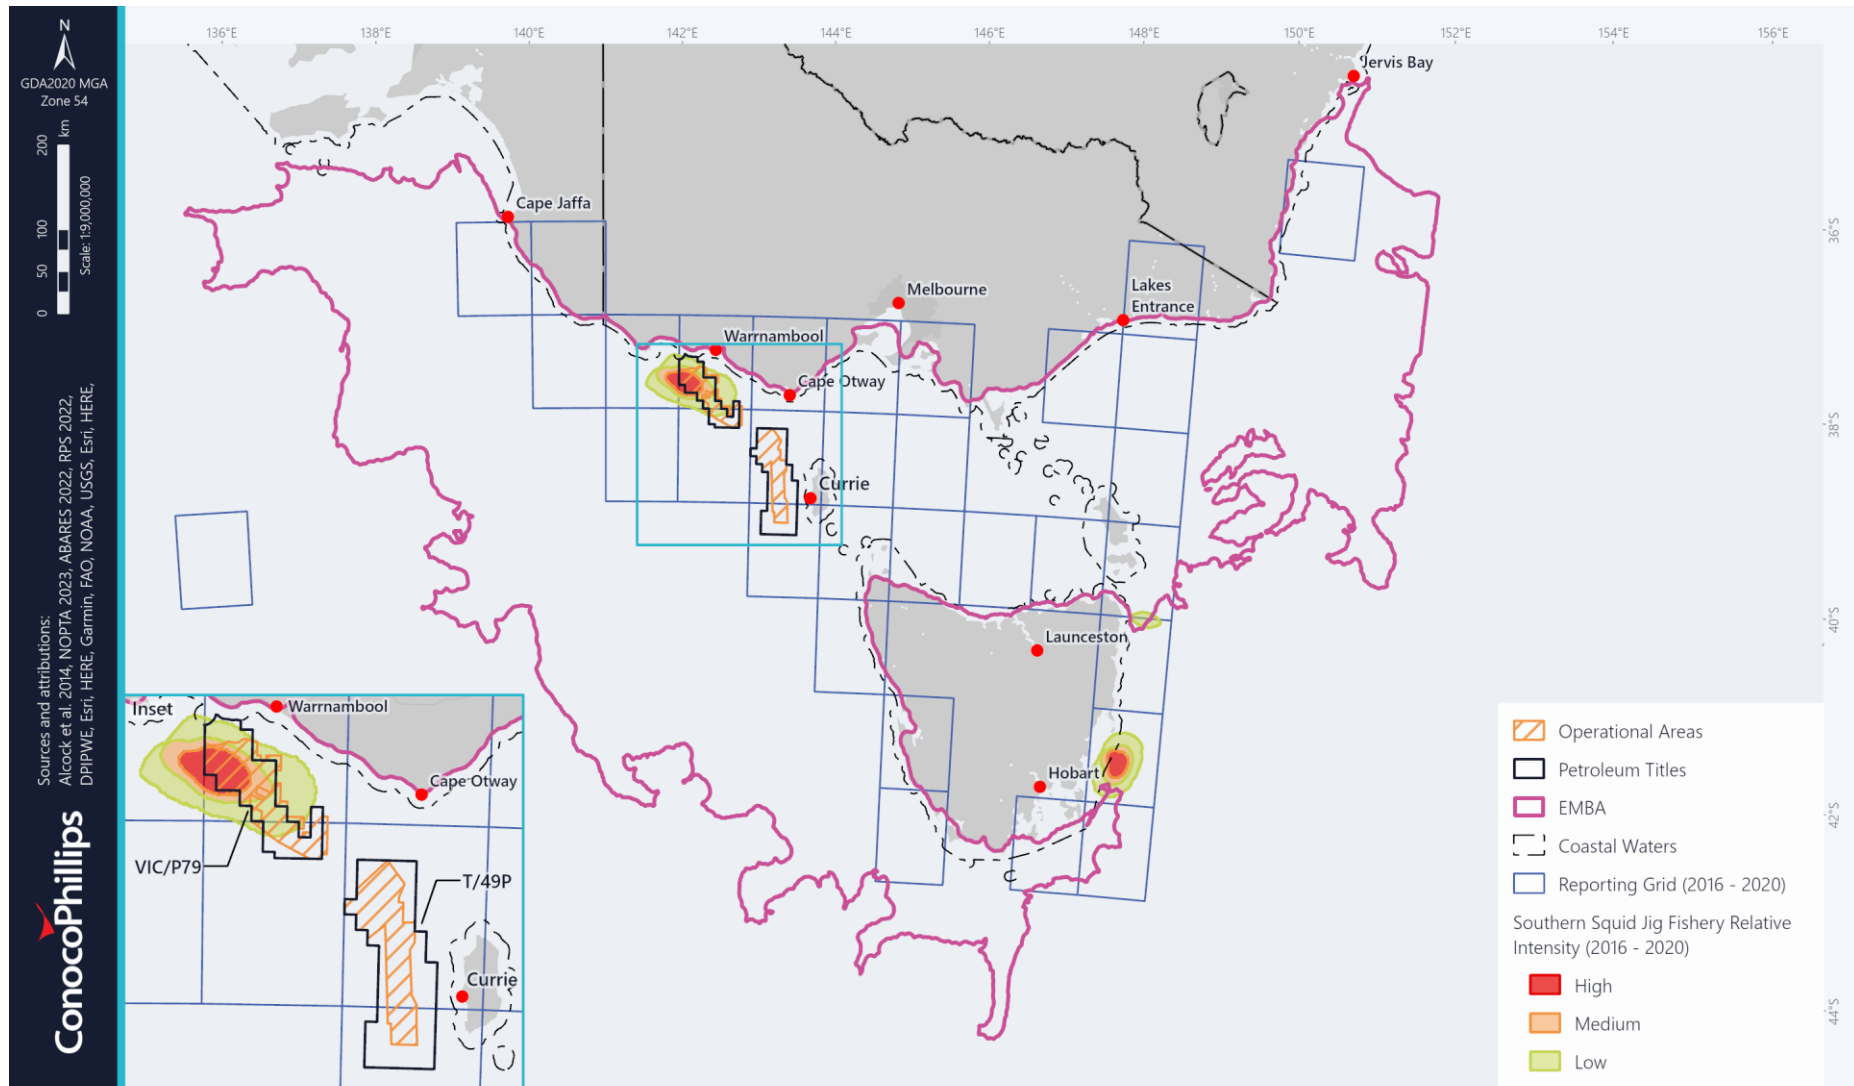 N
GDA2020 MGA
Zone 54
0 50 100 200
km
Scale: 1:9,000,000
Sources and attributions:
Alcock et al. 2014, NOPTA 2023, ABARES 2022, RPS 2022,
DPIPWE, Esri, HERE, Garmin, FAO, NOAA, USGS, Esri, HERE,
ConocoPhillips
136°E 138°E 140°E 142°E 144°E 146°E 148°E 150°E 152°E 154°E 156°E
36°S
38°S
40°S
42°S
44°S
Jervis Bay
Cape Jaffa
Melbourne
Lakes
Entrance
Warrnambool
Cape Otway
Currie
Launceston
Hobart
Inset
Warrnambool
Cape Otway
VIC/P79
T/49P
Currie
Operational Areas
Petroleum Titles
EMBA
Coastal Waters
Reporting Grid (2016 - 2020)
Southern Squid Jig Fishery Relative
Intensity (2016 - 2020)
High
Medium
Low